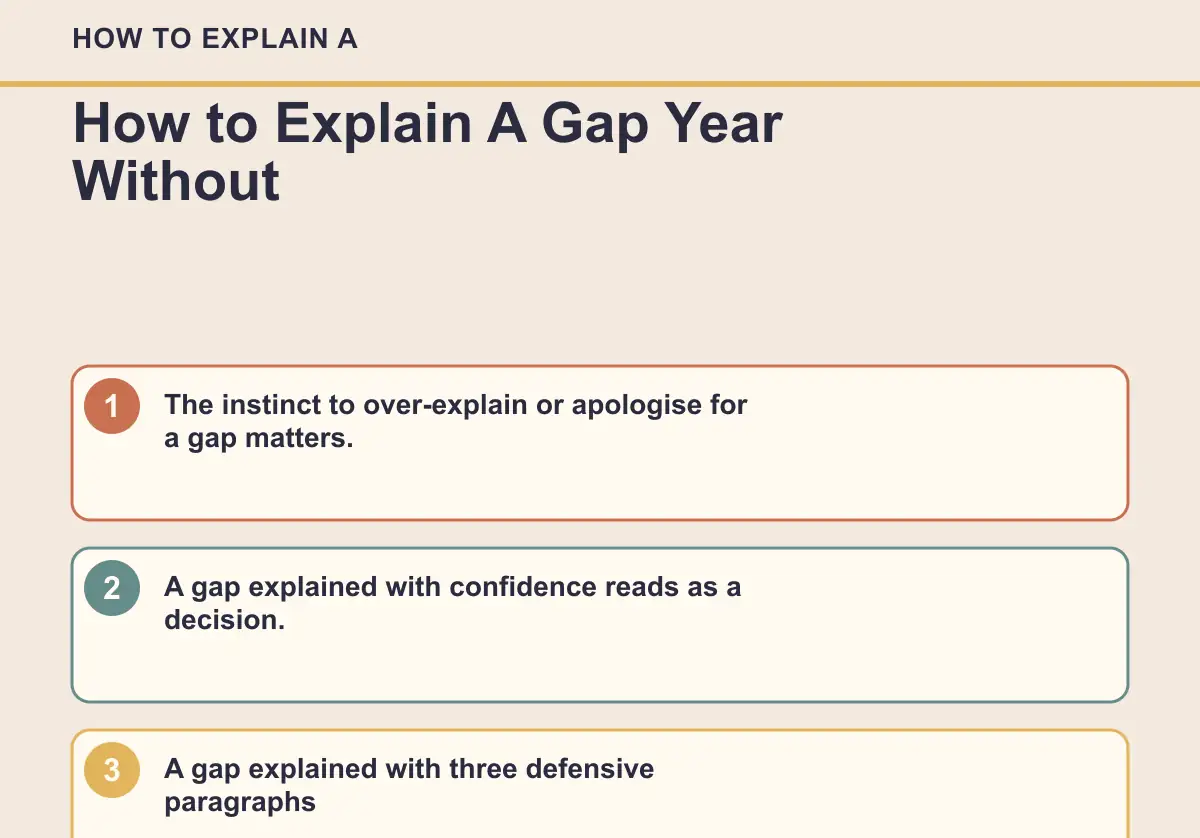 HOW TO EXPLAIN A
How to Explain A Gap Year
Without
1
The instinct to over-explain or apologise for
a gap matters.
2
A gap explained with confidence reads as a
decision.
3
A gap explained with three defensive
paragraphs